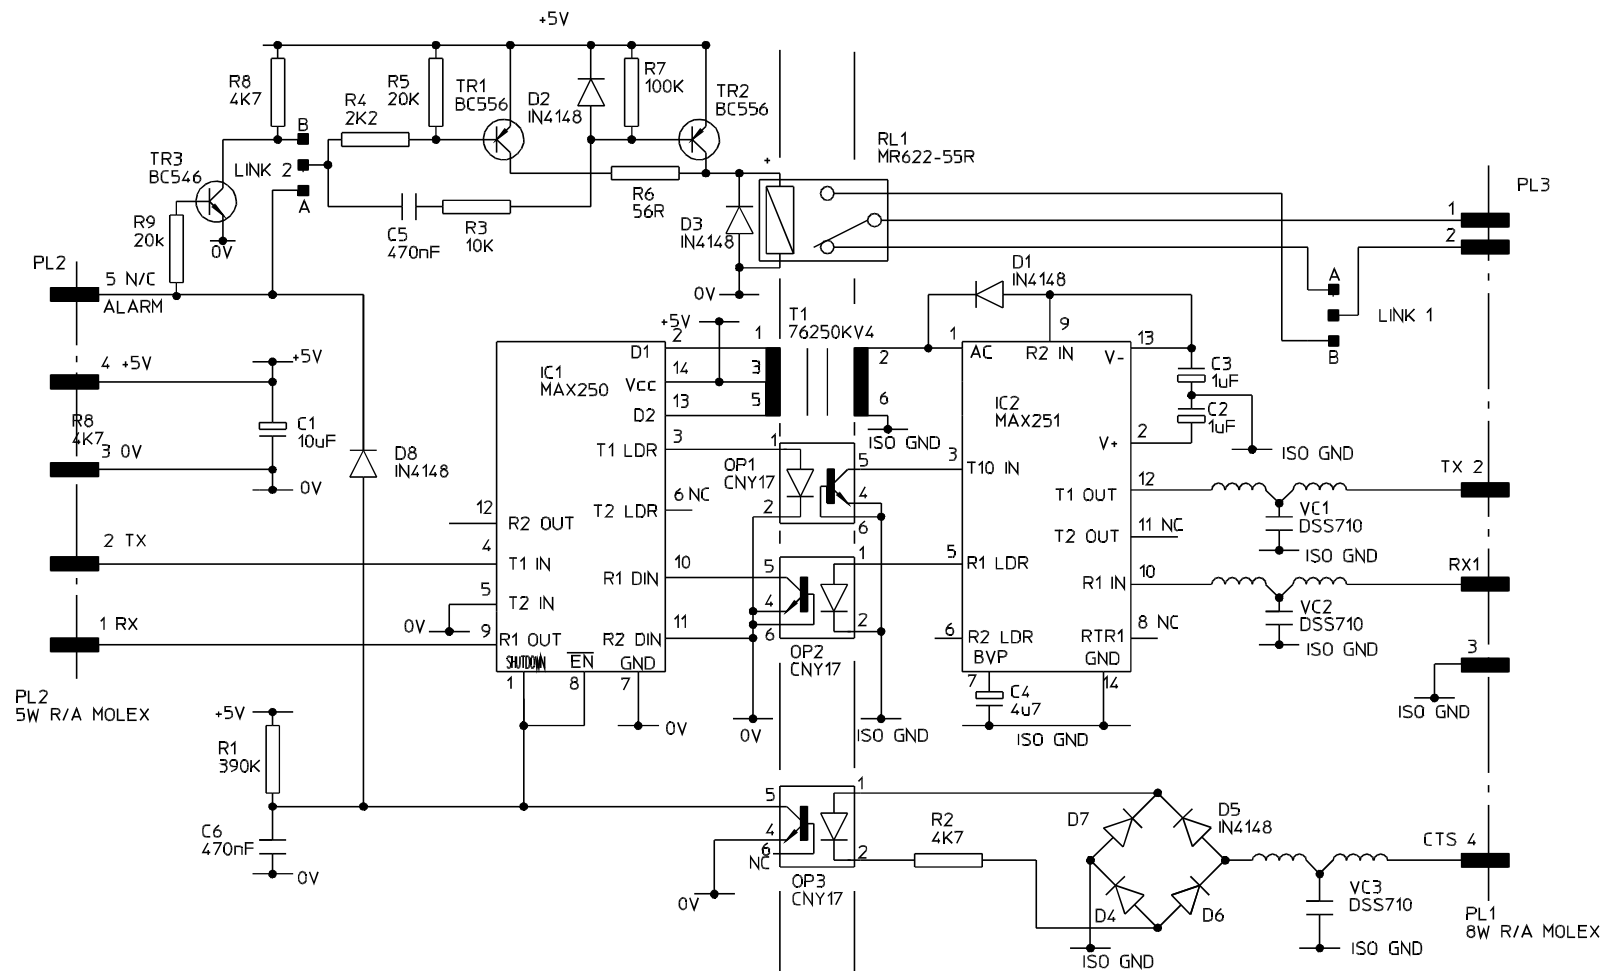 +5V
R8
4K7
R5
20K
TR1
BC556
D2
IN4148
R7
100K
TR2
BC556
R4
2K2
B
LINK 2
A
TR3
BC546
R9
20k
0V
C5
470nF
R3
10K
R6
56R
D3
IN4148
0V
+
RL1
MR622-55R
PL3
1
2
A
LINK 1
B
PL2
5 N/C
ALARM
4 +5V
+5V
R8
4K7
3 0V
C1
10uF
0V
D8
IN4148
2 TX
1 RX
PL2
5W R/A MOLEX
IC1
MAX250
D1
Vcc
D2
T1 LDR
T2 LDR
R1 DIN
R2 DIN
GND
EN
SHUTDOWN
R2 OUT
T1 IN
T2 IN
R1 OUT
12
4
5
9
0V
1
8
7
0V
2
14
13
3
6 NC
10
11
+5V
T1
76250KV4
1
3
5
2
6
ISO GND
OP1
CNY17
1
2
5
4
6
OP2
CNY17
5
4
6
1
2
0V
ISO GND
D1
IN4148
1
9
13
AC
R2 IN
V-
IC2
MAX251
V+
2
C3
1uF
C2
1uF
ISO GND
3
T10 IN
T1 OUT
12
T2 OUT
11 NC
5
R1 LDR
R1 IN
10
6
R2 LDR
RTR1
8 NC
BVP
GND
7
14
C4
4u7
ISO GND
VC1
DSS710
ISO GND
TX 2
VC2
DSS710
ISO GND
RX1
3
ISO GND
+5V
R1
390K
C6
470nF
0V
5
4
6
NC
0V
1
2
OP3
CNY17
R2
4K7
D7
D5
IN4148
D4
D6
ISO GND
CTS 4
VC3
DSS710
ISO GND
PL1
8W R/A MOLEX